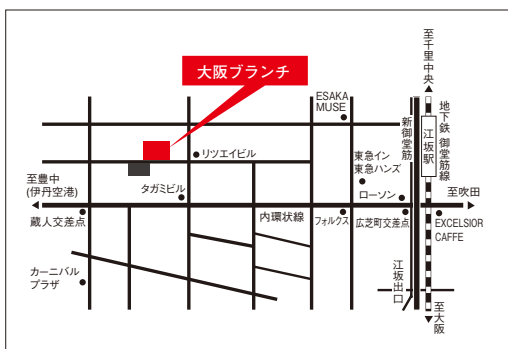 至千里中央
大阪ブランチ
ESAKA
MUSE
新御堂筋
江坂駅
地下鉄 御堂筋線
リツエイビル
東急イン
東急ハンズ
至豊中
(伊丹空港)
タガミビル
ローソン
至吹田
蔵人交差点
内環状線
フォルクス
広芝町交差点
EXCELSIOR
CAFFE
カーニバル
プラザ
江坂出口
至大阪